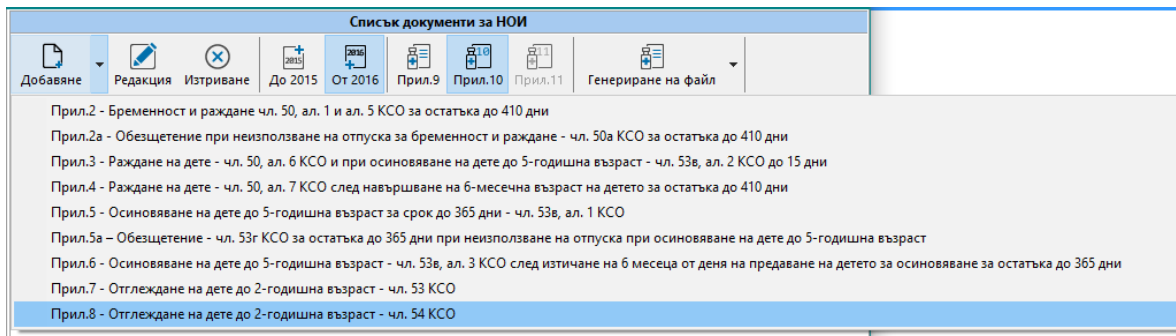 Списък документи за НОИ
2015 2016 10 11
Добавяне Редакция Изтриване До 2015 От 2016 Прил.9 Прил.10 Прил.11 Генериране на файл
Прил.2 - Бременност и раждане чл. 50, ал. 1 и ал. 5 КСО за остатъка до 410 дни
Прил.2а - Обезщетение при неизползване на отпуска за бременност и раждане - чл. 50а КСО за остатъка до 410 дни
Прил.3 - Раждане на дете - чл. 50, ал. 6 КСО и при осиновяване на дете до 5-годишна възраст - чл. 53в, ал. 2 КСО до 15 дни
Прил.4 - Раждане на дете - чл. 50, ал. 7 КСО след навършване на 6-месечна възраст на детето за остатъка до 410 дни
Прил.5 - Осиновяване на дете до 5-годишна възраст за срок до 365 дни - чл. 53в, ал. 1 КСО
Прил.5а – Обезщетение - чл. 53г КСО за остатъка до 365 дни при неизползване на отпуска при осиновяване на дете до 5-годишна възраст
Прил.6 - Осиновяване на дете до 5-годишна възраст - чл. 53в, ал. 3 КСО след изтичане на 6 месеца от деня на предаване на детето за осиновяване за остатъка до 365 дни
Прил.7 - Отглеждане на дете до 2-годишна възраст - чл. 53 КСО
Прил.8 - Отглеждане на дете до 2-годишна възраст - чл. 54 КСО